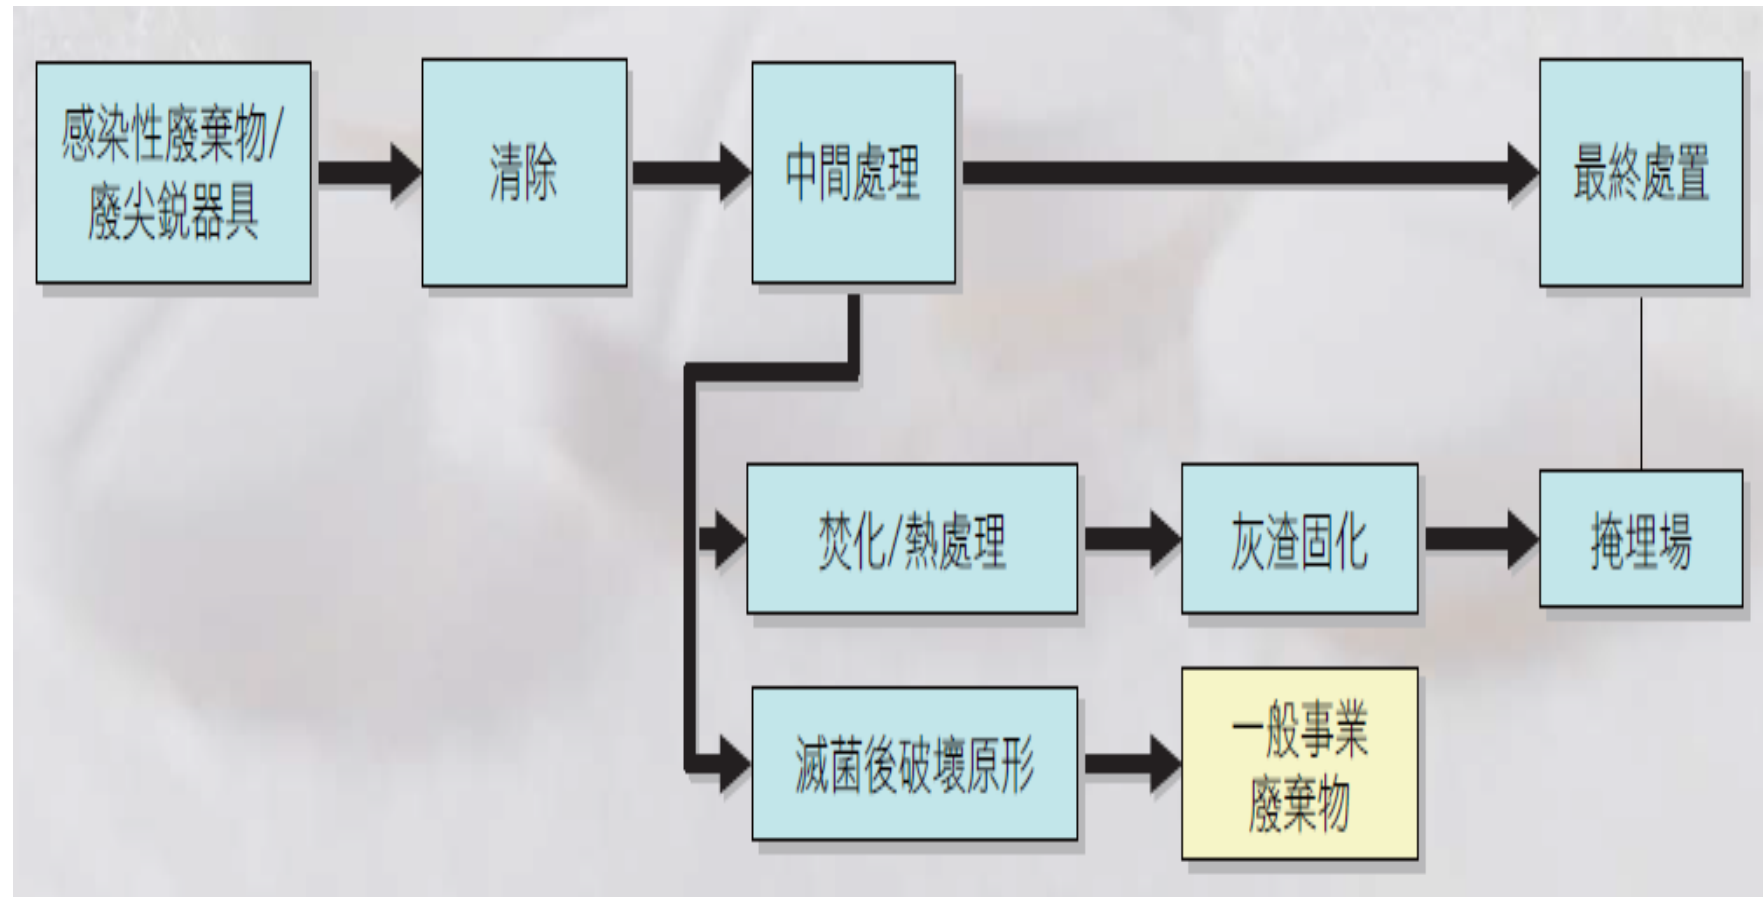 感染性廢棄物/
廢尖銳器具
清除
中間處理
最終處置
焚化/熱處理
灰渣固化
掩埋場
滅菌後破壞原形
一般事業
廢棄物